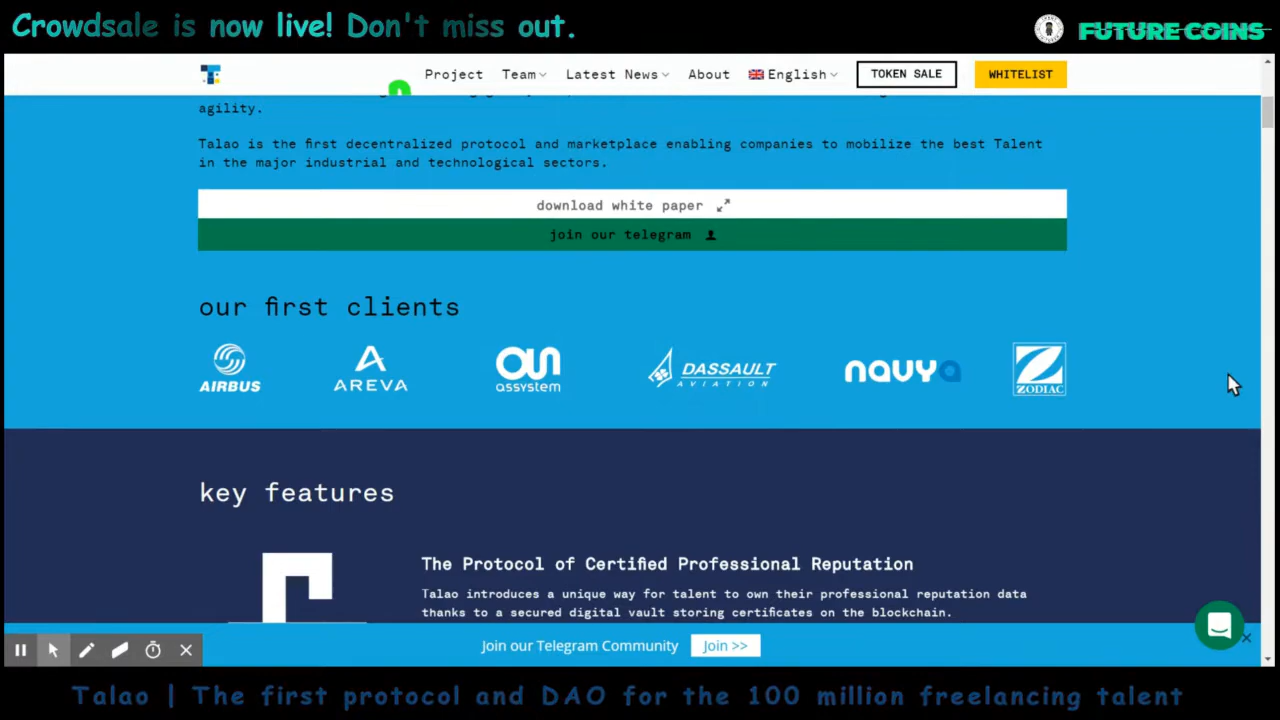 Crowdsale is now live! Don't miss out.
FUTURE COINS
Project Team Latest News About English TOKEN SALE WHITELIST
agility.
Talao is the first decentralized protocol and marketplace enabling companies to mobilize the best Talent
in the major industrial and technological sectors.
download white paper
join our telegram
our first clients
AIRBUS AREVA assystem DASSAULT AVIATION navya ZODIAC
key features
The Protocol of Certified Professional Reputation
Talao introduces a unique way for talent to own their professional reputation data
thanks to a secured digital vault storing certificates on the blockchain.
Join our Telegram Community Join >>
Talao | The first protocol and DAO for the 100 million freelancing talent